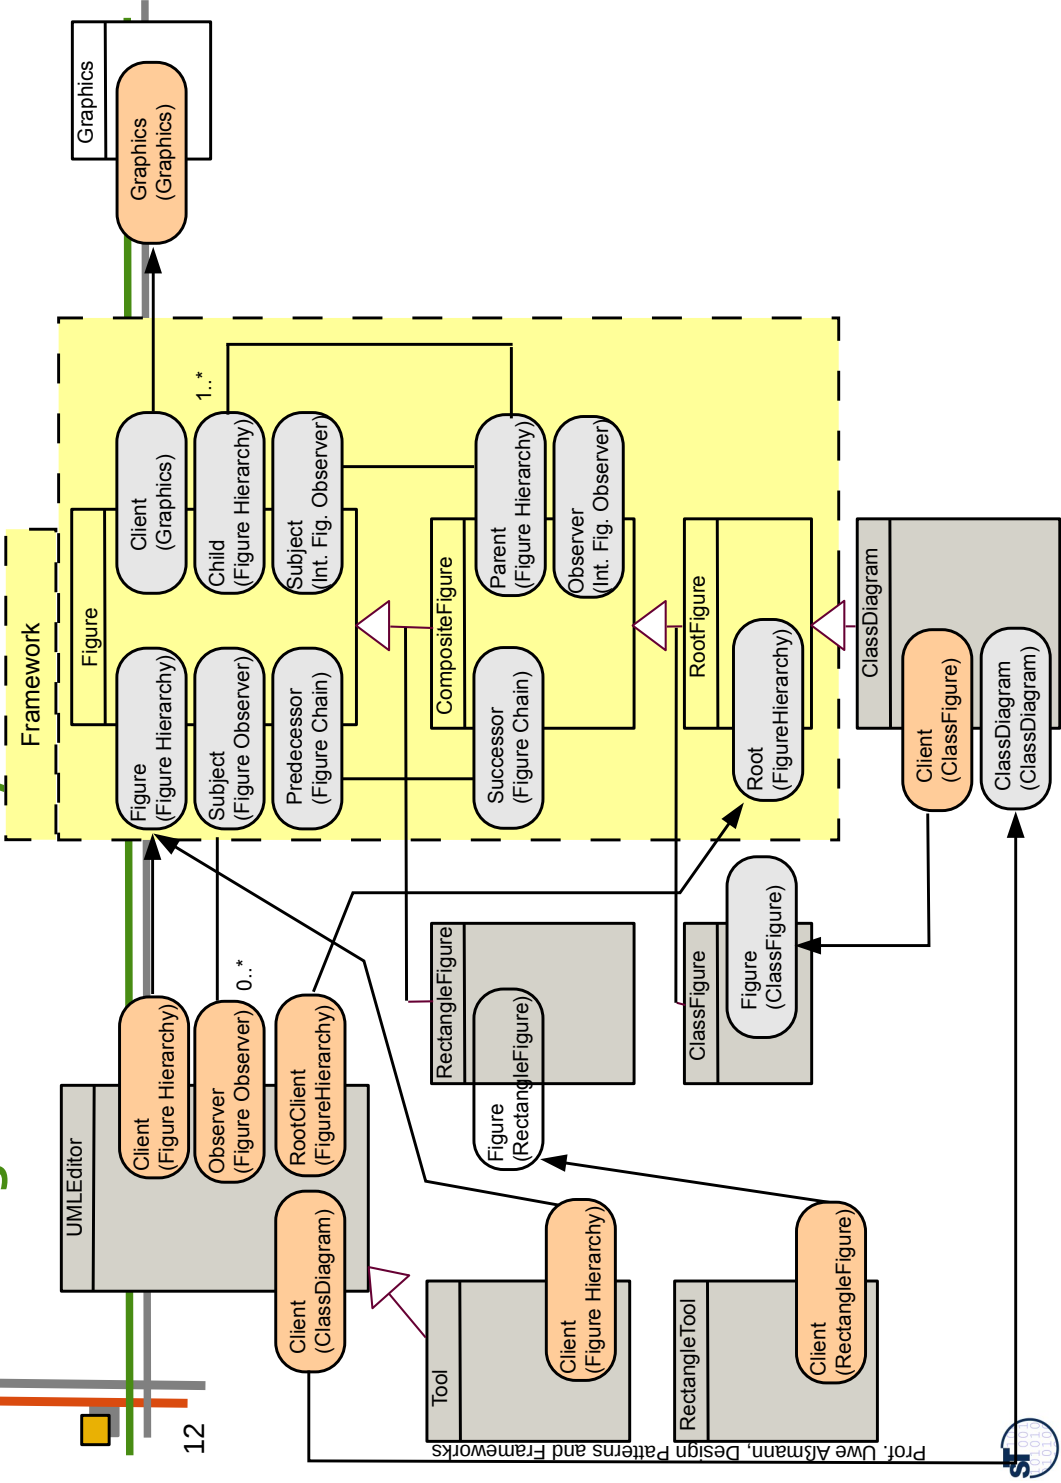 Framework
UMLEditor
Client
(Figure Hierarchy)
Observer
(Figure Observer)
RootClient
(FigureHierarchy)
Client
(ClassDiagram)
0..*
Figure
Figure
(Figure Hierarchy)
Subject
(Figure Observer)
Predecessor
(Figure Chain)
Client
(Graphics)
Child
(Figure Hierarchy)
Subject
(Int. Fig. Observer)
1..*
Graphics
Graphics
(Graphics)
Tool
Client
(Figure Hierarchy)
RectangleFigure
Figure
(RectangleFigure)
CompositeFigure
Successor
(Figure Chain)
Parent
(Figure Hierarchy)
Observer
(Int. Fig. Observer)
RectangleTool
Client
(RectangleFigure)
ClassFigure
Figure
(ClassFigure)
RootFigure
Root
(FigureHierarchy)
ClassDiagram
Client
(ClassFigure)
ClassDiagram
(ClassDiagram)
Prof. Uwe Aßmann, Design Patterns and Frameworks
12
ST